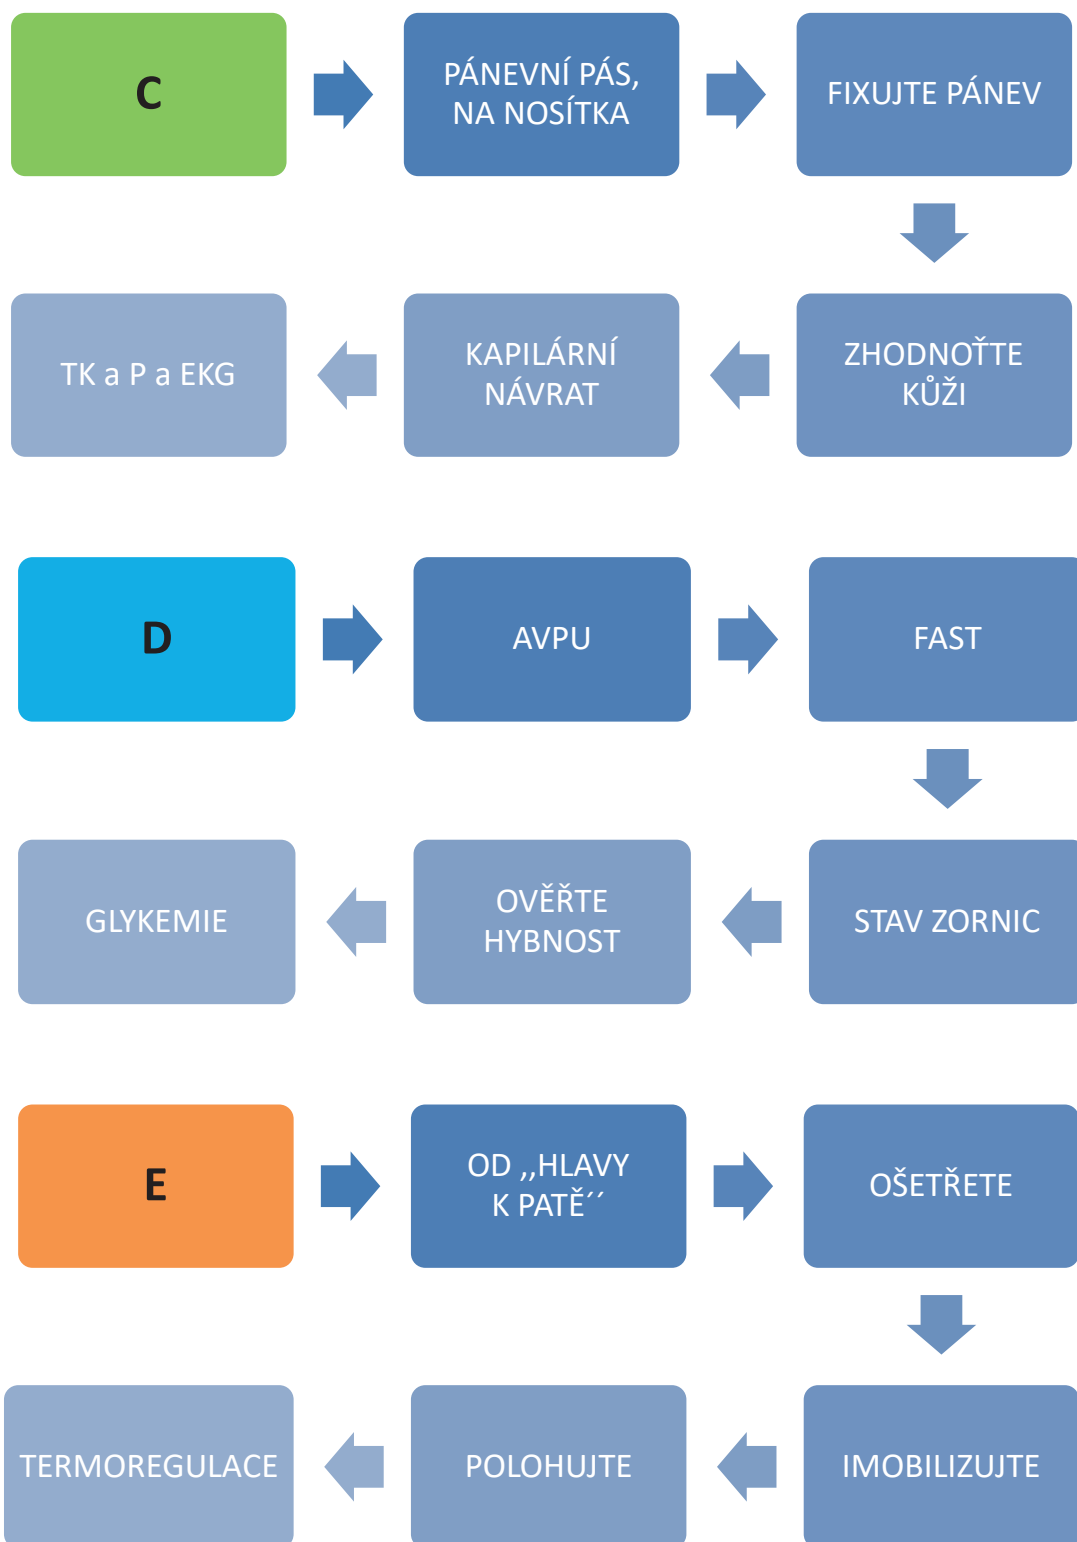 C
PÁNEVNÍ PÁS,
NA NOSÍTKA
FIXUJTE PÁNEV
ZHODNOŤTE
KŮŽI
KAPILÁRNÍ
NÁVRAT
TK a P a EKG
D
AVPU
FAST
STAV ZORNIC
OVĚŘTE
HYBNOST
GLYKEMIE
E
OD ,,HLAVY
K PATĚ´´
OŠETŘETE
IMOBILIZUJTE
POLOHUJTE
TERMOREGULACE